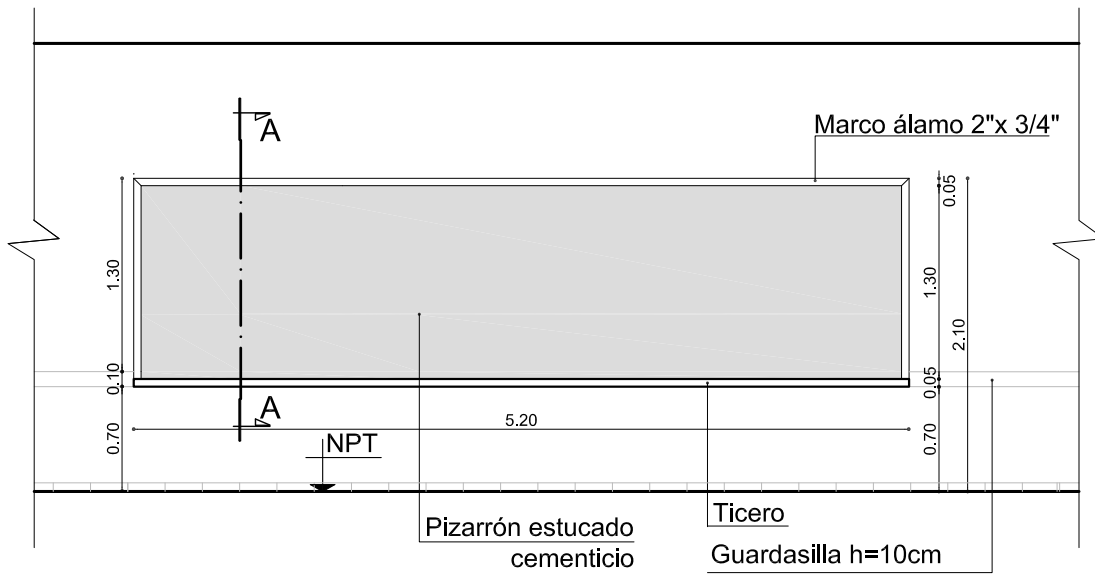 A
Marco álamo 2"x 3/4"
0.05
1.30
1.30
2.10
0.10
0.05
A
5.20
0.70
0.70
NPT
Pizarrón estucado
cementicio
Ticero
Guardasilla h=10cm